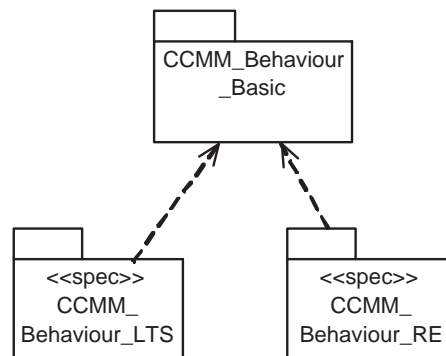 CCMM_Behaviour
_Basic
<<spec>>
CCMM_
Behaviour_LTS
<<spec>>
CCMM_
Behaviour_RE